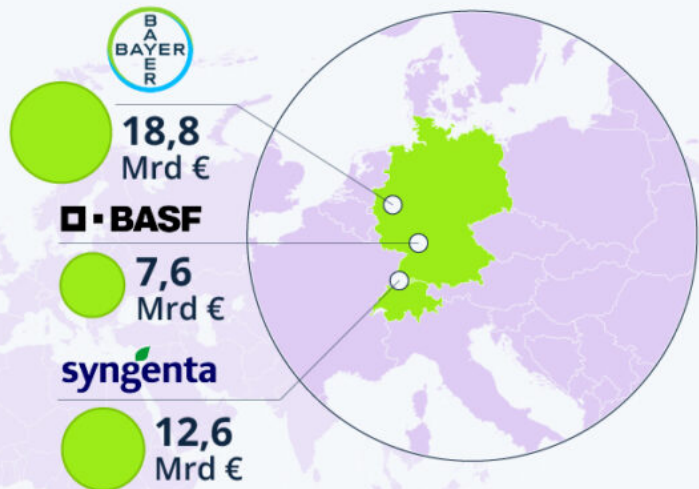 BAYER
BAYER
18,8
Mrd €
BASF
7,6
Mrd €
syngenta
12,6
Mrd €